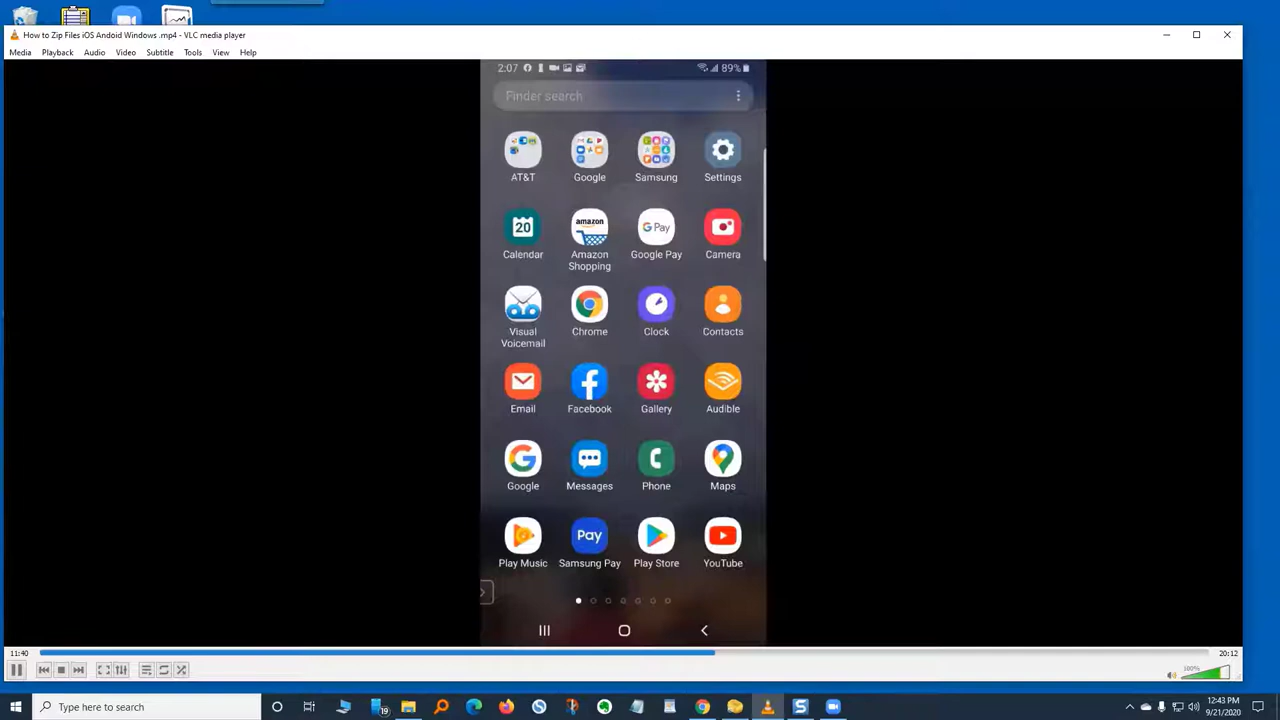 How to Zip Files iOS Andoid Windows .mp4 - VLC media player
Media Playback Audio Video Subtitle Tools View Help
2:07 89%
Finder search
AT&T Google Samsung Settings
20
amazon
G Pay
Calendar Amazon Shopping Google Pay Camera
Visual Voicemail Chrome Clock Contacts
Email Facebook Gallery Audible
Google Messages Phone Maps
Pay
Play Music Samsung Pay Play Store YouTube
11:40 20:12
100%
Type here to search
19
12:43 PM
9/21/2020